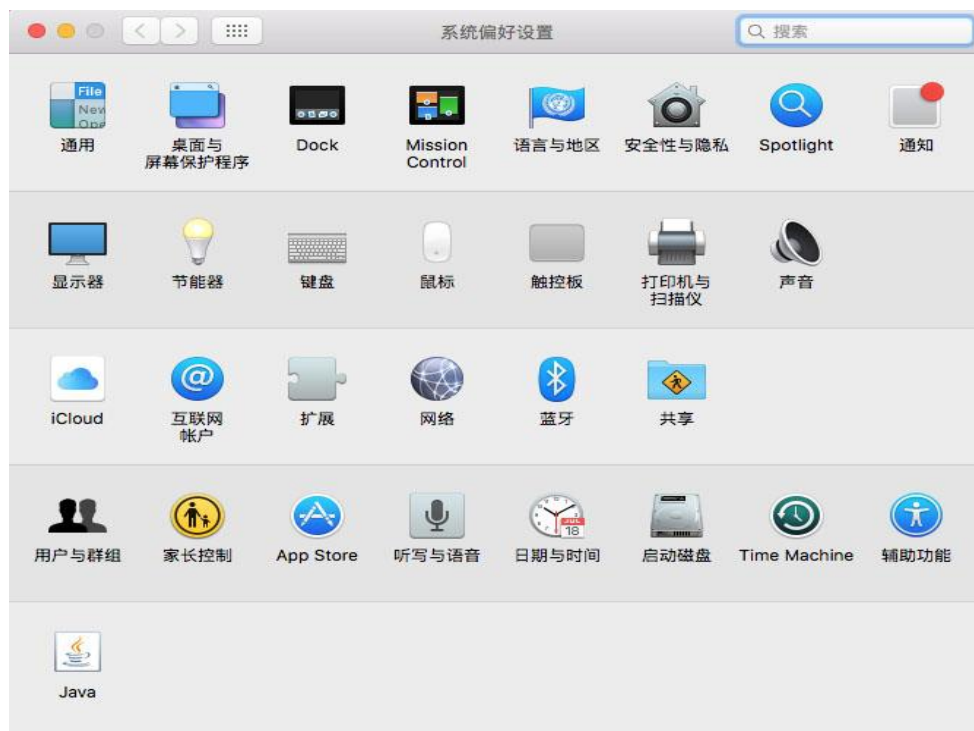 系统偏好设置
搜索
File
New
Ope
通用
桌面与
屏幕保护程序
Dock
Mission
Control
语言与地区
安全性与隐私
Spotlight
通知
显示器
节能器
键盘
鼠标
触控板
打印机与
扫描仪
声音
iCloud
互联网
帐户
扩展
网络
蓝牙
共享
用户与群组
家长控制
App Store
听写与语音
JUL
18
日期与时间
启动磁盘
Time Machine
辅助功能
Java